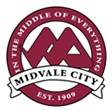 IN THE MIDDLE OF EVERYTHING
MIDVALE CITY
EST. 1909